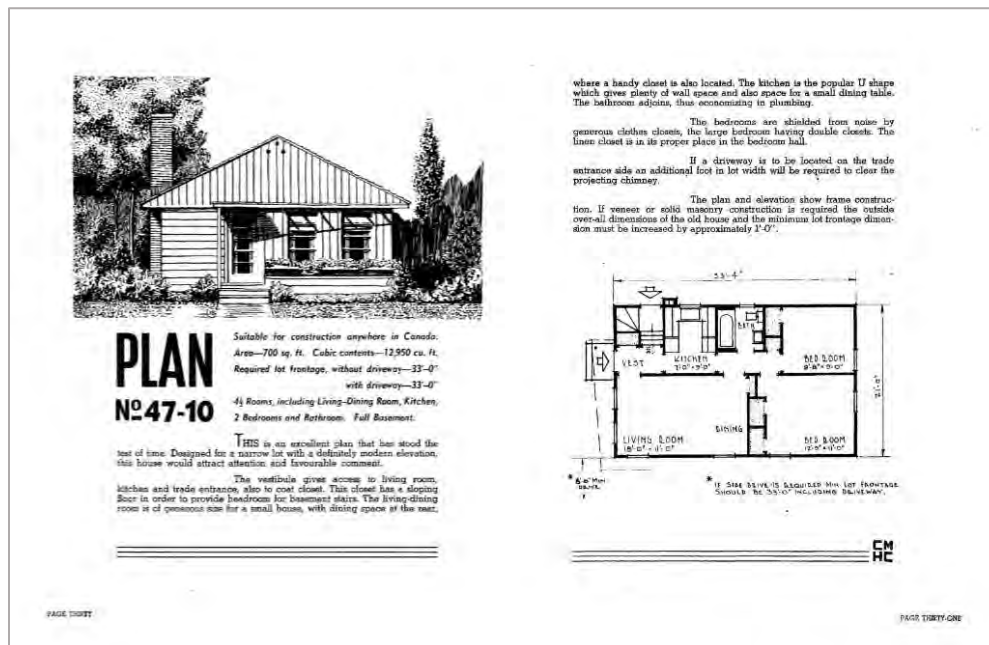 PLAN
Nº 47-10
Suitable for construction anywhere in Canada.
Area—700 sq. ft. Cubic contents—12,950 cu. ft.
Required lot frontage, without driveway—33'-0"
with driveway—33'-0"
4½ Rooms, including Living-Dining Room, Kitchen,
2 Bedrooms and Bathroom. Full Basement.
THIS is an excellent plan that has stood the
test of time. Designed for a narrow lot with a definitely modern elevation,
this house would attract attention and favourable comment.
The vestibule gives access to living room,
kitchen and trade entrance, also to coat closet. This closet has a sloping
floor in order to provide headroom for basement stairs. The living-dining
room is of generous size for a small house, with dining space at the rear,
PAGE THIRTY
where a handy closet is also located. The kitchen is the popular U shape
which gives plenty of wall space and also space for a small dining table.
The bathroom adjoins, thus economizing in plumbing.
The bedrooms are shielded from noise by
generous clothes closets, the large bedroom having double closets. The
linen closet is in its proper place in the bedroom hall.
If a driveway is to be located on the trade
entrance side an additional foot in lot width will be required to clear the
projecting chimney.
The plan and elevation show frame construc-
tion. If veneer or solid masonry construction is required the outside
over-all dimensions of the old house and the minimum lot frontage dimen-
sion must be increased by approximately 1'-0".
33'-4"
BATH
VEST
KITCHEN
BED ROOM
21'-0"
DINING
LIVING ROOM
18'-0" × 11'-0"
BED ROOM
* 8'-0" MIN
DRIVE
* IF SIDE DRIVE IS REQUIRED MIN. LOT FRONTAGE
SHOULD BE 33'-0" INCLUDING DRIVEWAY.
CM
HC
PAGE THIRTY-ONE